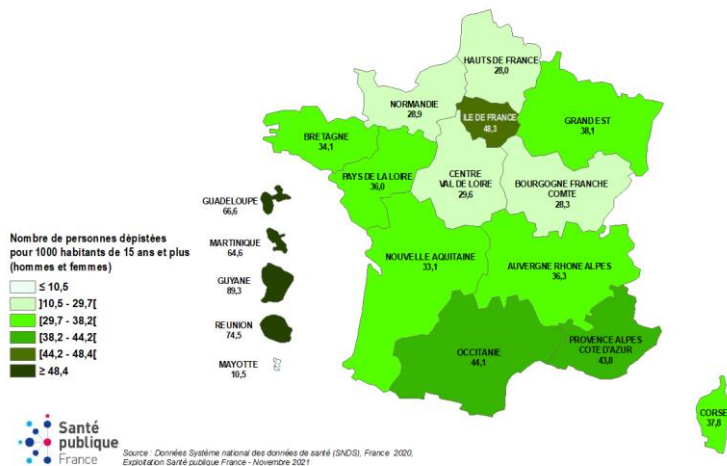 HAUTS DE FRANCE
28,0
NORMANDIE
28,9
ILE DE FRANCE
48,3
GRAND EST
38,1
BRETAGNE
34,1
PAYS DE LA LOIRE
36,0
CENTRE
VAL DE LOIRE
29,6
BOURGOGNE FRANCHE
COMTE
28,3
GUADELOUPE
66,6
MARTINIQUE
64,6
GUYANE
89,3
REUNION
74,5
MAYOTTE
10,5
NOUVELLE AQUITAINE
33,1
AUVERGNE RHONE ALPES
36,3
OCCITANIE
44,1
PROVENCE ALPES
COTE D'AZUR
43,8
CORSE
37,8
Nombre de personnes dépistées
pour 1000 habitants de 15 ans et plus
(hommes et femmes)
≤ 10,5
]10,5 - 29,7[
[29,7 - 38,2[
[38,2 - 44,2[
[44,2 - 48,4[
≥ 48,4
Santé
publique
France
Source : Données Système national des données de santé (SNDS), France 2020,
Exploitation Santé publique France - Novembre 2021